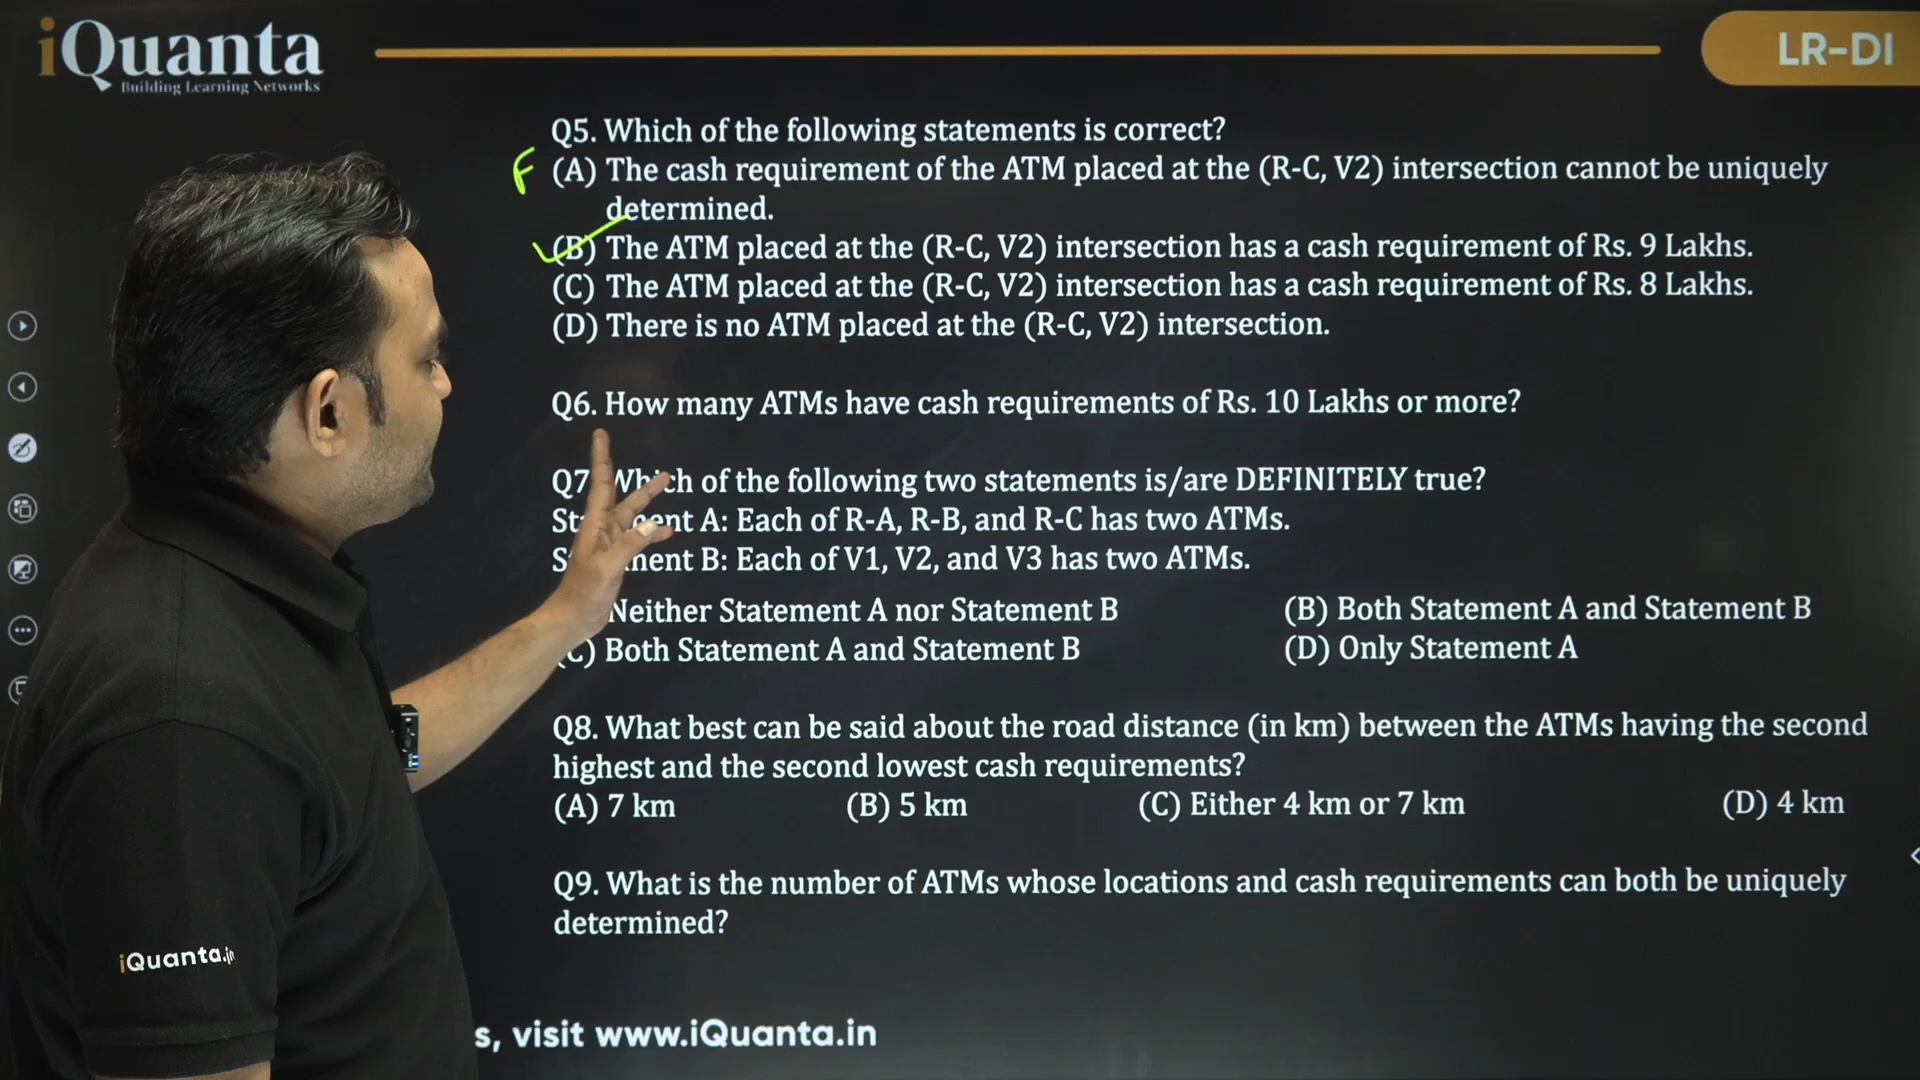 iQuanta
Building Learning Networks
LR-DI
Q5. Which of the following statements is correct?
F (A) The cash requirement of the ATM placed at the (R-C, V2) intersection cannot be uniquely
determined.
(B) The ATM placed at the (R-C, V2) intersection has a cash requirement of Rs. 9 Lakhs.
(C) The ATM placed at the (R-C, V2) intersection has a cash requirement of Rs. 8 Lakhs.
(D) There is no ATM placed at the (R-C, V2) intersection.
Q6. How many ATMs have cash requirements of Rs. 10 Lakhs or more?
Q7 Which of the following two statements is/are DEFINITELY true?
A: Each of R-A, R-B, and R-C has two ATMs.
B: Each of V1, V2, and V3 has two ATMs.
Neither Statement A nor Statement B (B) Both Statement A and Statement B
(C) Both Statement A and Statement B (D) Only Statement A
Q8. What best can be said about the road distance (in km) between the ATMs having the second
highest and the second lowest cash requirements?
(A) 7 km (B) 5 km (C) Either 4 km or 7 km (D) 4 km
Q9. What is the number of ATMs whose locations and cash requirements can both be uniquely
determined?
iQuanta.in
s, visit www.iQuanta.in